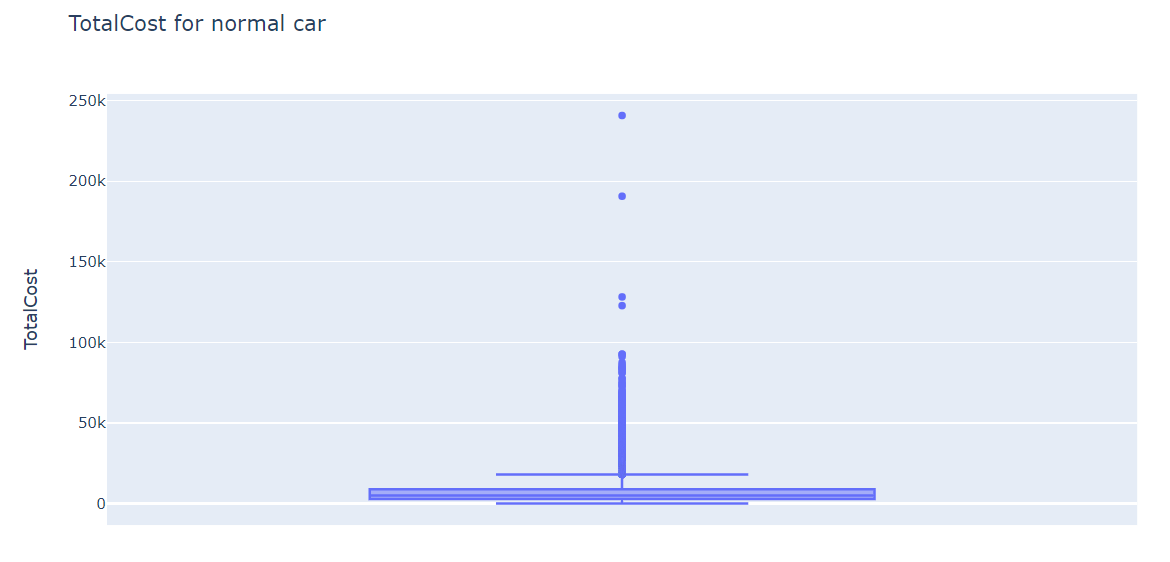 TotalCost for normal car
250k
200k
150k
100k
50k
0
TotalCost